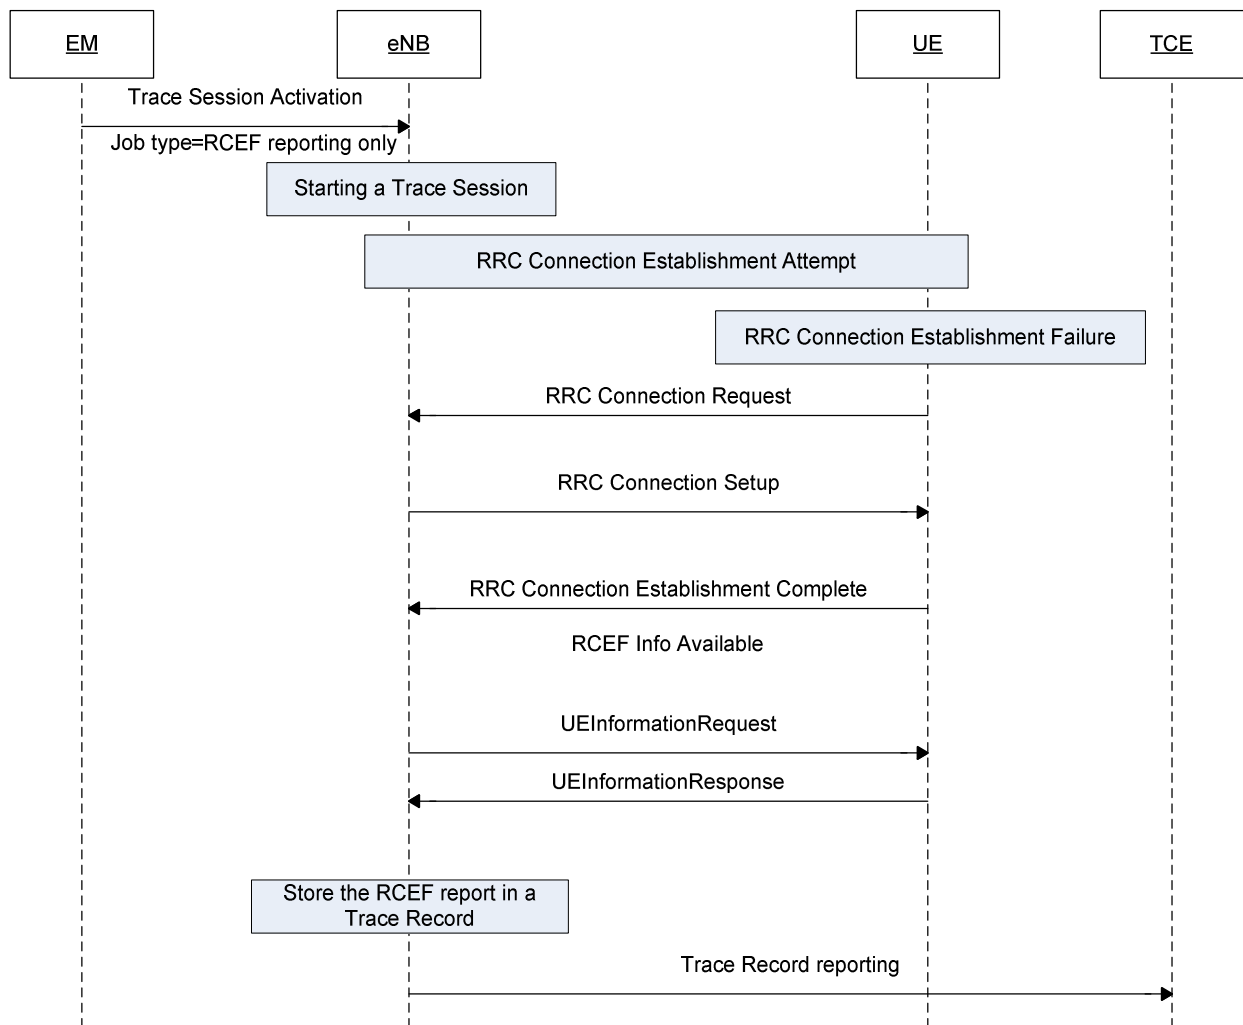 EM
eNB
UE
TCE
Trace Session Activation
Job type=RCEF reporting only
Starting a Trace Session
RRC Connection Establishment Attempt
RRC Connection Establishment Failure
RRC Connection Request
RRC Connection Setup
RRC Connection Establishment Complete
RCEF Info Available
UEInformationRequest
UEInformationResponse
Store the RCEF report in a
Trace Record
Trace Record reporting